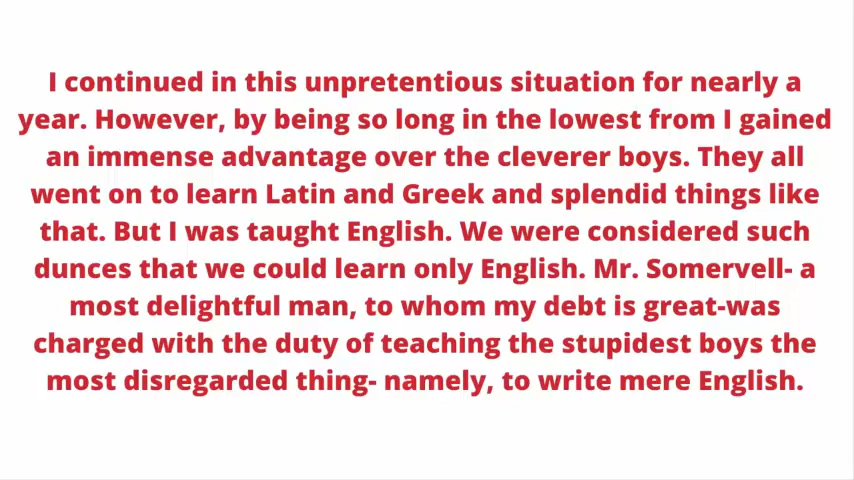 I continued in this unpretentious situation for nearly a
year. However, by being so long in the lowest from I gained
an immense advantage over the cleverer boys. They all
went on to learn Latin and Greek and splendid things like
that. But I was taught English. We were considered such
dunces that we could learn only English. Mr. Somervell- a
most delightful man, to whom my debt is great-was
charged with the duty of teaching the stupidest boys the
most disregarded thing- namely, to write mere English.